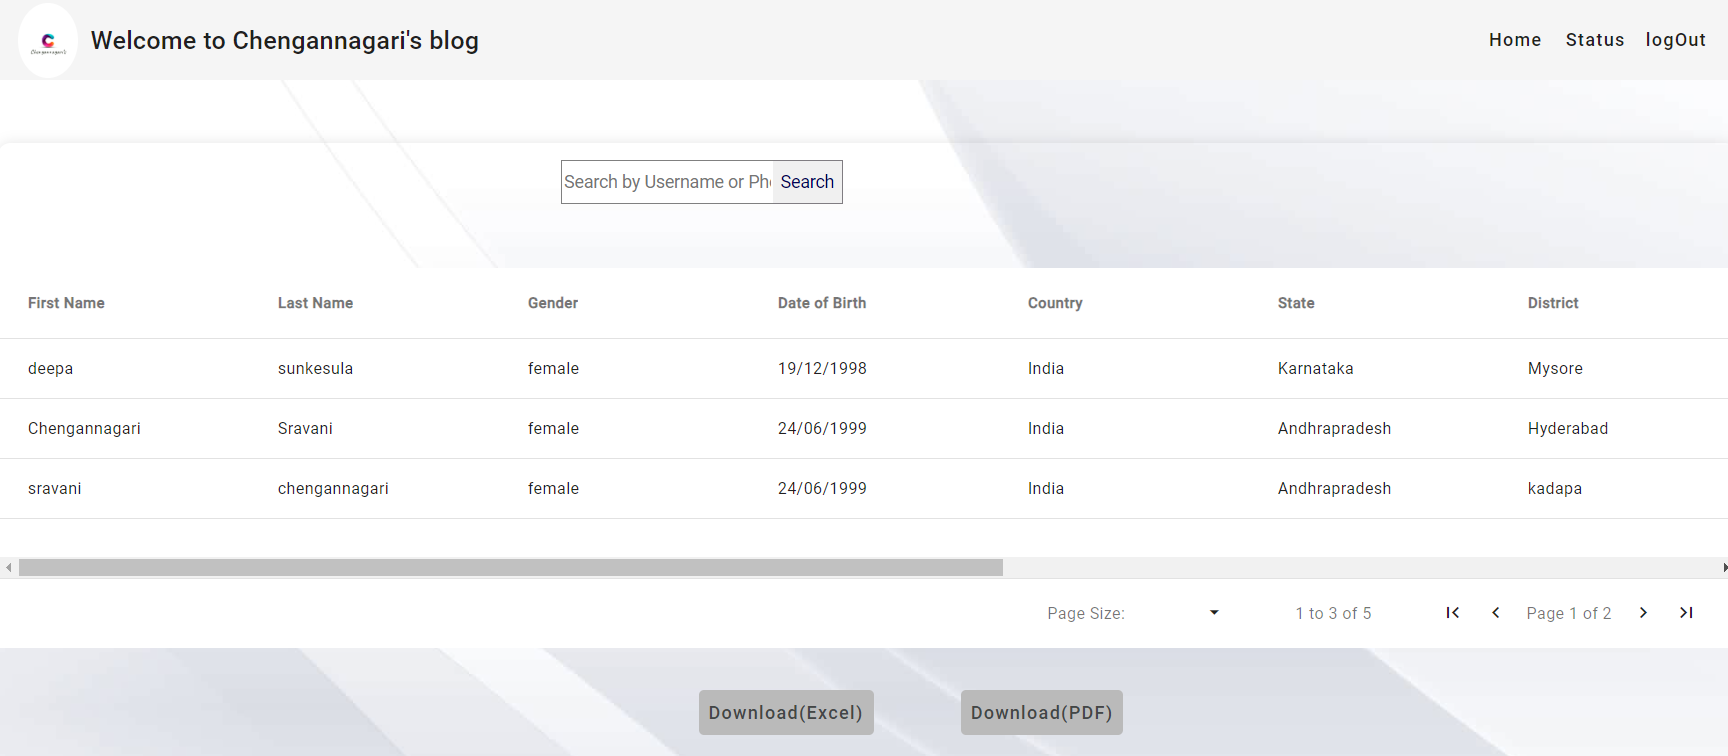 Chengannagari's
Welcome to Chengannagari's blog
Home Status logOut
Search by Username or Pho Search
First Name Last Name Gender Date of Birth Country State District
deepa sunkesula female 19/12/1998 India Karnataka Mysore
Chengannagari Sravani female 24/06/1999 India Andhrapradesh Hyderabad
sravani chengannagari female 24/06/1999 India Andhrapradesh kadapa
Page Size: 1 to 3 of 5 Page 1 of 2
Download(Excel) Download(PDF)